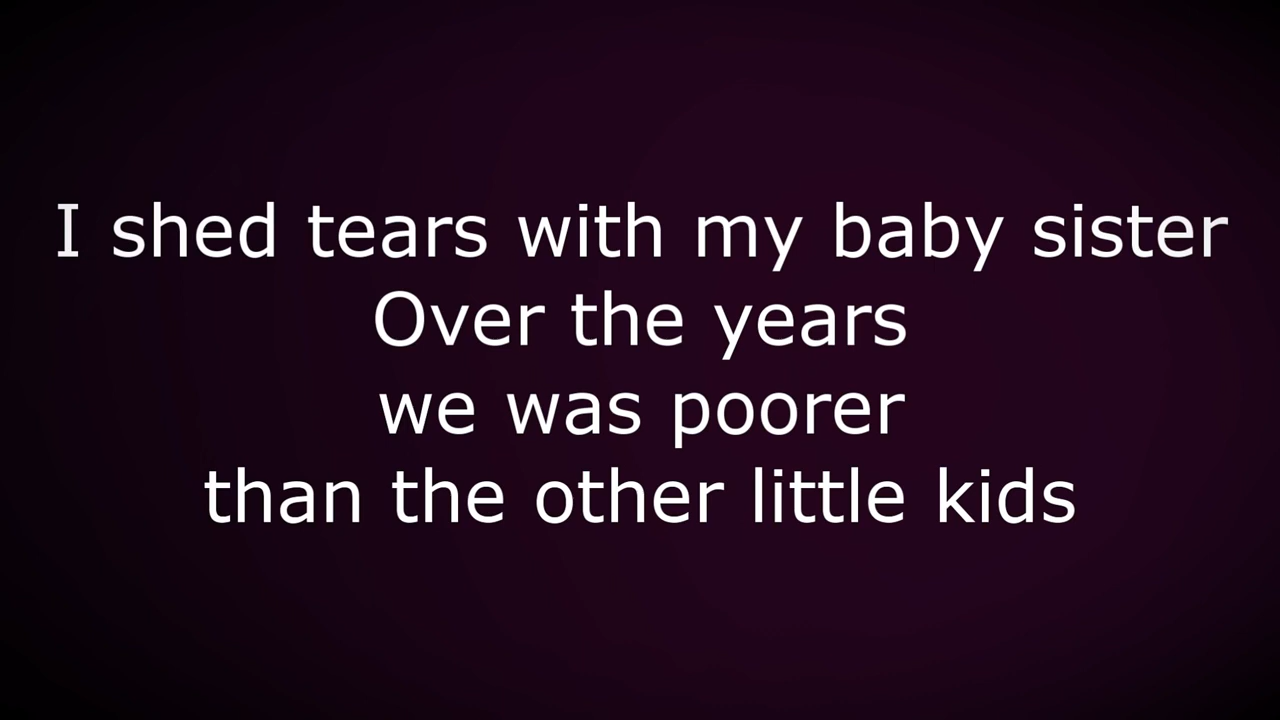 I shed tears with my baby sister
Over the years
we was poorer
than the other little kids